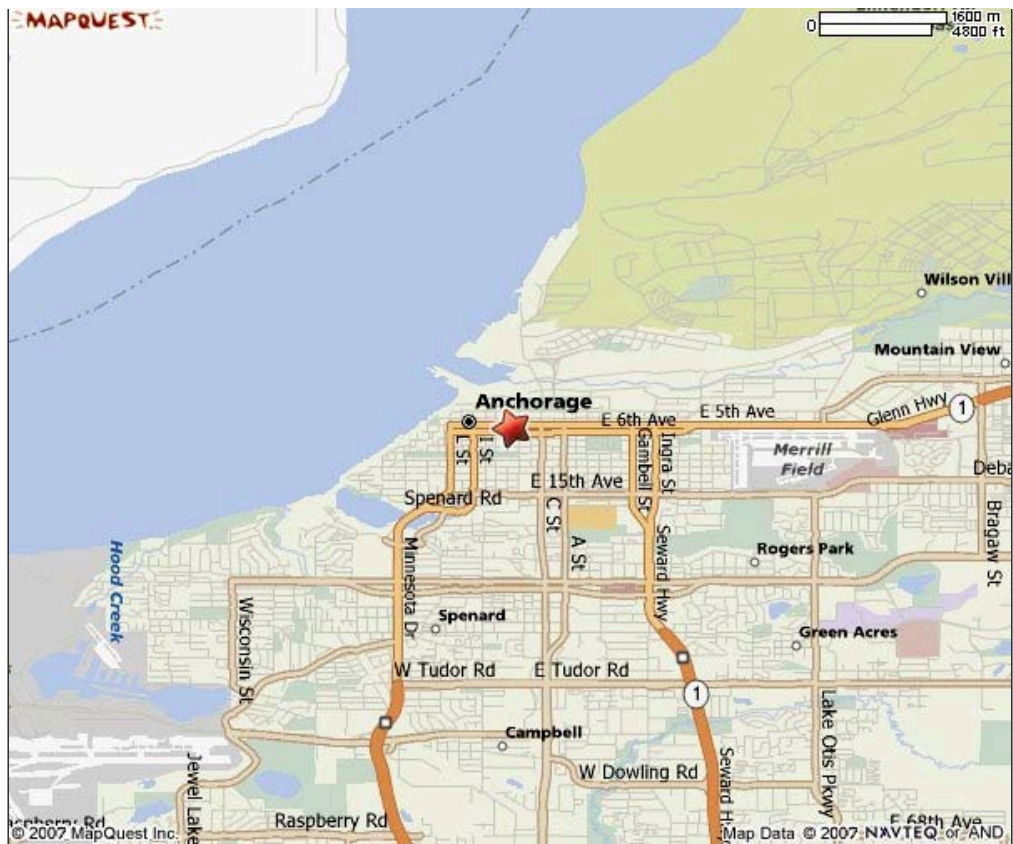 MAPQUEST
0
1600 m
4800 ft
Wilson Vill
Mountain View
Anchorage
E 5th Ave
E 6th Ave
Glenn Hwy
1
L St
I St
Gambell St
Ingra St
Merrill
Field
E 15th Ave
Deba
Spenard Rd
C St
A St
Bragaw St
Minnesota Dr
Seward Hwy
Rogers Park
Hood Creek
Wisconsin St
Spenard
Green Acres
W Tudor Rd
E Tudor Rd
1
Lake Otis Pkwy
Campbell
W Dowling Rd
Jewel Lake
Seward H
Raspberry Rd
E 68th Ave
© 2007 MapQuest Inc.
Map Data © 2007 NAVTEQ or AND